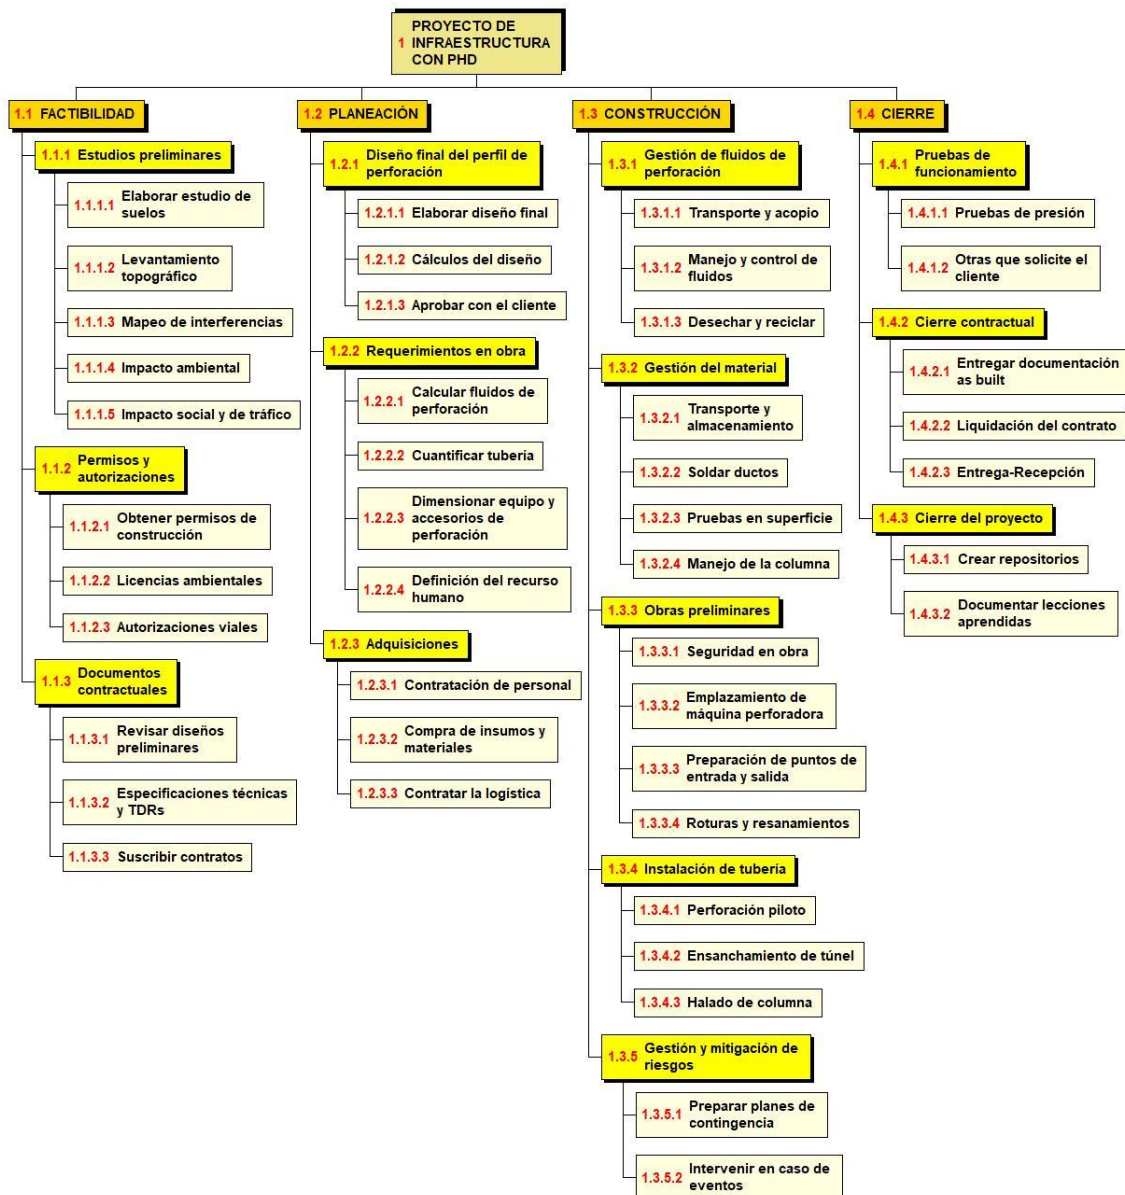 PROYECTO DE
1 INFRAESTRUCTURA
CON PHD
1.1 FACTIBILIDAD
1.1.1 Estudios preliminares
1.1.1.1 Elaborar estudio de
suelos
1.1.1.2 Levantamiento
topográfico
1.1.1.3 Mapeo de interferencias
1.1.1.4 Impacto ambiental
1.1.1.5 Impacto social y de tráfico
1.1.2 Permisos y
autorizaciones
1.1.2.1 Obtener permisos de
construcción
1.1.2.2 Licencias ambientales
1.1.2.3 Autorizaciones viales
1.1.3 Documentos
contractuales
1.1.3.1 Revisar diseños
preliminares
1.1.3.2 Especificaciones técnicas
y TDRs
1.1.3.3 Suscribir contratos
1.2 PLANEACIÓN
1.2.1 Diseño final del perfil de
perforación
1.2.1.1 Elaborar diseño final
1.2.1.2 Cálculos del diseño
1.2.1.3 Aprobar con el cliente
1.2.2 Requerimientos en obra
1.2.2.1 Calcular fluidos de
perforación
1.2.2.2 Cuantificar tubería
1.2.2.3 Dimensionar equipo y
accesorios de
perforación
1.2.2.4 Definición del recurso
humano
1.2.3 Adquisiciones
1.2.3.1 Contratación de personal
1.2.3.2 Compra de insumos y
materiales
1.2.3.3 Contratar la logística
1.3 CONSTRUCCIÓN
1.3.1 Gestión de fluidos de
perforación
1.3.1.1 Transporte y acopio
1.3.1.2 Manejo y control de
fluidos
1.3.1.3 Desechar y reciclar
1.3.2 Gestión del material
1.3.2.1 Transporte y
almacenamiento
1.3.2.2 Soldar ductos
1.3.2.3 Pruebas en superficie
1.3.2.4 Manejo de la columna
1.3.3 Obras preliminares
1.3.3.1 Seguridad en obra
1.3.3.2 Emplazamiento de
máquina perforadora
1.3.3.3 Preparación de puntos de
entrada y salida
1.3.3.4 Roturas y resanamientos
1.3.4 Instalación de tubería
1.3.4.1 Perforación piloto
1.3.4.2 Ensanchamiento de túnel
1.3.4.3 Halado de columna
1.3.5 Gestión y mitigación de
riesgos
1.3.5.1 Preparar planes de
contingencia
1.3.5.2 Intervenir en caso de
eventos
1.4 CIERRE
1.4.1 Pruebas de
funcionamiento
1.4.1.1 Pruebas de presión
1.4.1.2 Otras que solicite el
cliente
1.4.2 Cierre contractual
1.4.2.1 Entregar documentación
as built
1.4.2.2 Liquidación del contrato
1.4.2.3 Entrega-Recepción
1.4.3 Cierre del proyecto
1.4.3.1 Crear repositorios
1.4.3.2 Documentar lecciones
aprendidas